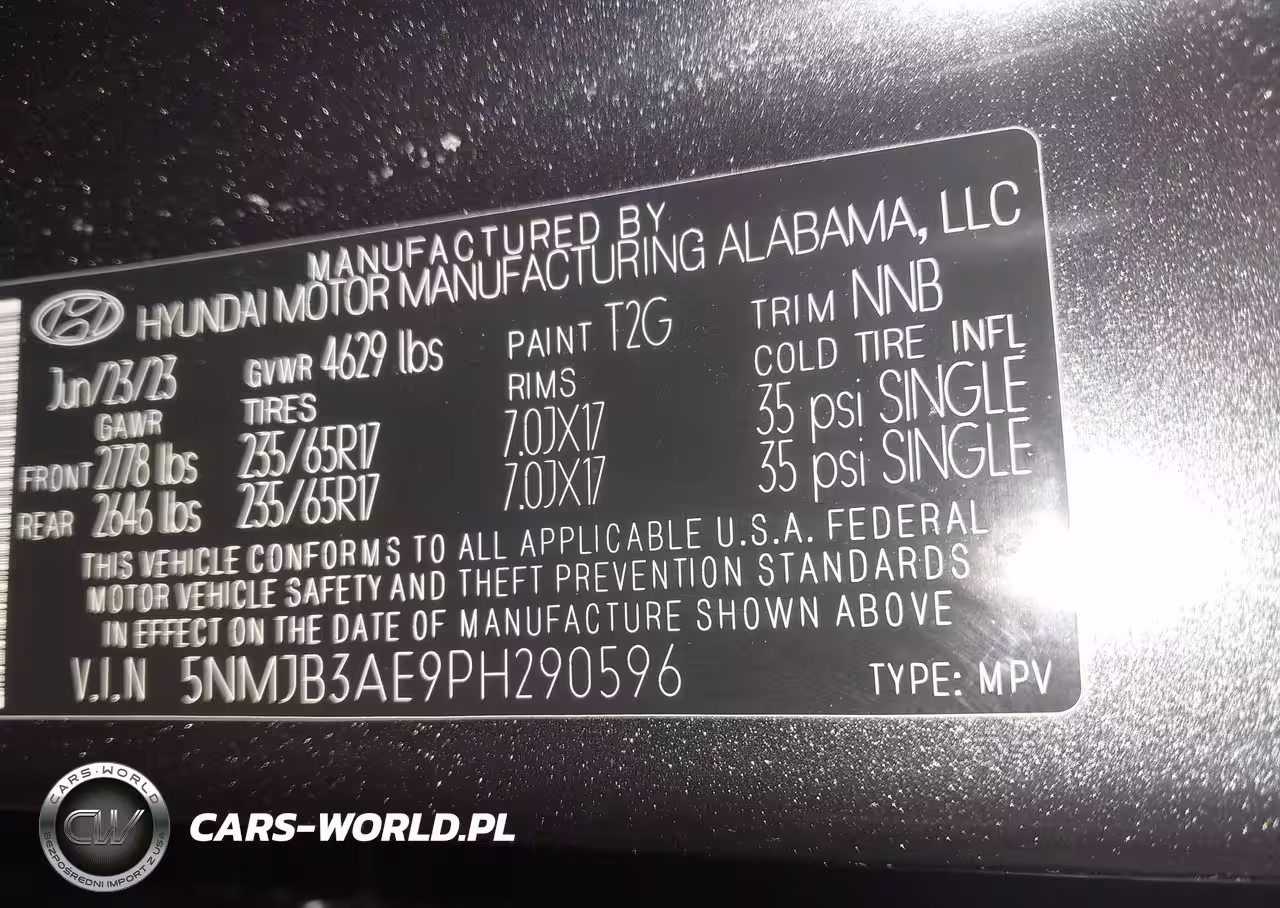 MANUFACTURED BY
HYUNDAI MOTOR MANUFACTURING ALABAMA, LLC
Jun/23/23 GVWR 4629 lbs PAINT T2G TRIM NNB
GAWR TIRES RIMS COLD TIRE INFL
FRONT 2778 lbs 235/65R17 7.0JX17 35 psi SINGLE
REAR 2646 lbs 235/65R17 7.0JX17 35 psi SINGLE
THIS VEHICLE CONFORMS TO ALL APPLICABLE U.S.A. FEDERAL
MOTOR VEHICLE SAFETY AND THEFT PREVENTION STANDARDS
IN EFFECT ON THE DATE OF MANUFACTURE SHOWN ABOVE
V.I.N 5NMJB3AE9PH290596 TYPE: MPV
CARS-WORLD
CW
BEZPOŚREDNI IMPORT Z USA
CARS-WORLD.PL